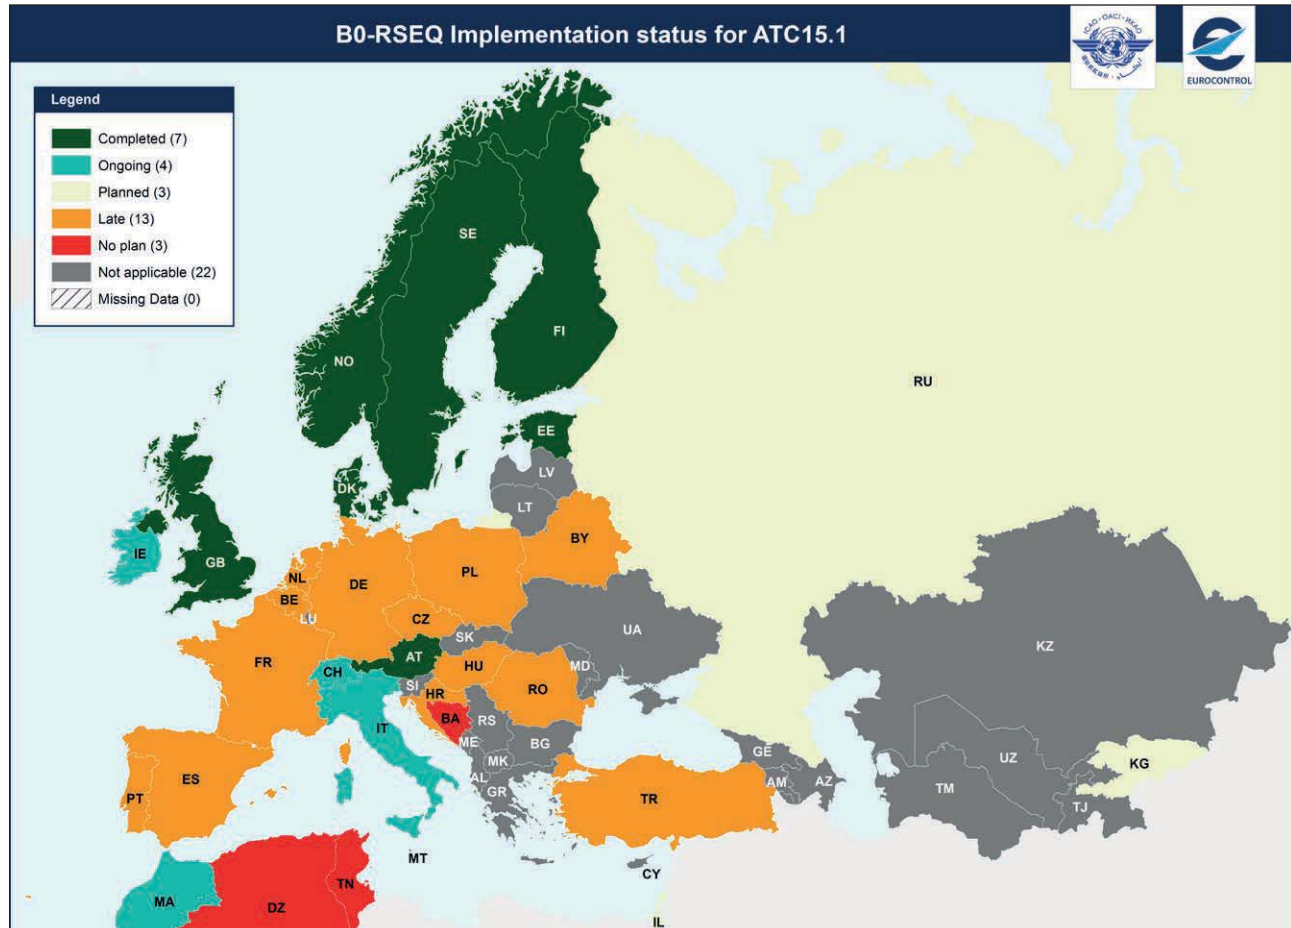 B0-RSEQ Implementation status for ATC15.1
ICAO · OACI · ИКАО
EUROCONTROL
Legend
Completed (7)
Ongoing (4)
Planned (3)
Late (13)
No plan (3)
Not applicable (22)
Missing Data (0)
SE
FI
NO
RU
EE
LV
DK
LT
BY
IE
GB
NL
DE
PL
BE
LU
CZ
UA
SK
KZ
FR
AT
CH
HU
MD
SI
RO
HR
BA
RS
IT
ME
BG
GE
UZ
KG
MK
AL
AM
AZ
ES
GR
TM
PT
TR
TJ
MT
CY
TN
MA
DZ
IL